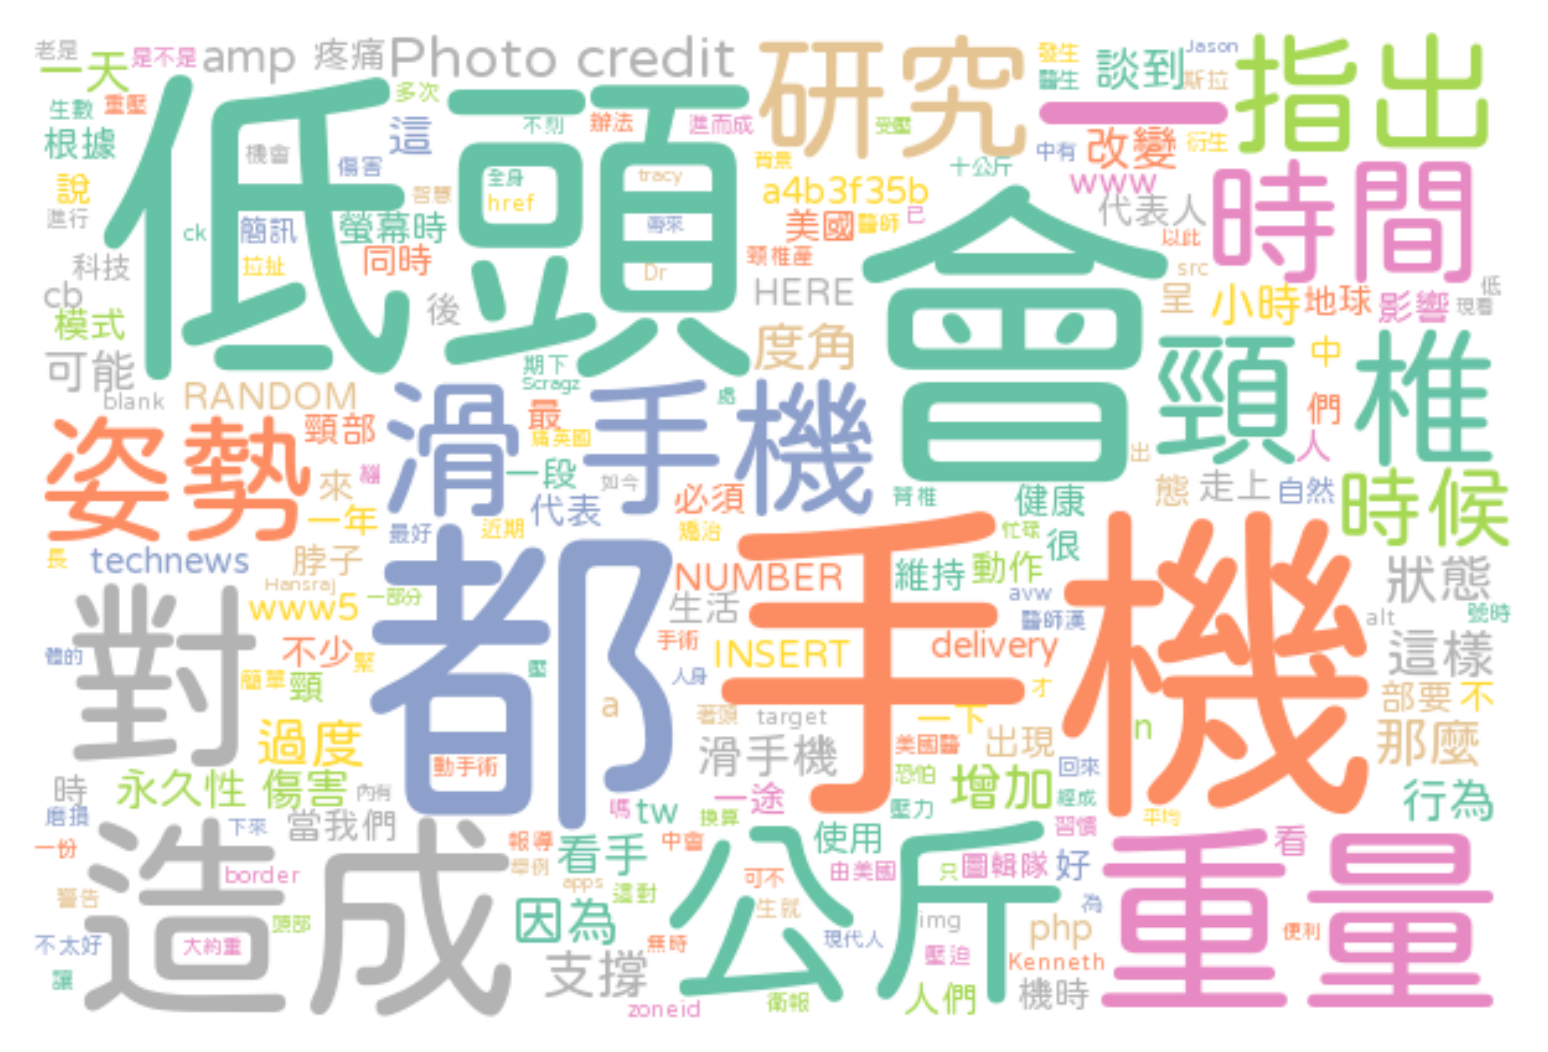 老是
一天
是不是
amp
疼痛
Photo credit
研究
發生
醫生
談到
Jason
斯拉
指出
一
生數
重壓
多次
這
不刻
辦法
進而成
受壓
根據
機會
傷害
低頭
背景
十公斤
中有
改變
衍生
時間
說
進行
智慧
全身
href
tracy
a4b3f35b
www
代表人
ck
簡訊
螢幕時
帶來
美國
醫師
已
會
以此
拉扯
同時
Dr
頸椎產
科技
cb
後
HERE
src
呈
小時
地球
影響
低
現看
模式
度角
可能
期下
Scragz
頸椎
中
blank
RANDOM
姿勢
頸部
滑手機
最
處
痛英國
們
人
出
來
一段
如今
代表
必須
脊椎
健康
態
走上
自然
時候
一年
最好
近期
矯治
忙碌
很
長
technews
脖子
都
手機
NUMBER
維持
動作
狀態
Hansraj
www5
一部分
生活
avw
醫師漢
alt
號時
對
體的
不少
緊
手術
INSERT
delivery
這樣
簡單
頸
壓
人身
才
部要
不
a
著頭
target
一下
n
過度
美國醫
出現
那麼
動手術
滑手機
恐怕
增加
回來
時
永久性 傷害
內有
一途
壓力
經成
行為
磨損
下來
當我們
嗎
tw
換算
習慣
平均
造成
一份
報導
看手
中會
公斤
使用
重量
看
舉例
border
apps
這對
可不
由美國
只
圖輯隊
好
警告
頭部
因為
生就
img
php
為
不太好
大約重
無時
現代人
壓迫
Kenneth
便利
讓
支撐
zoneid
衛報
人們
機時